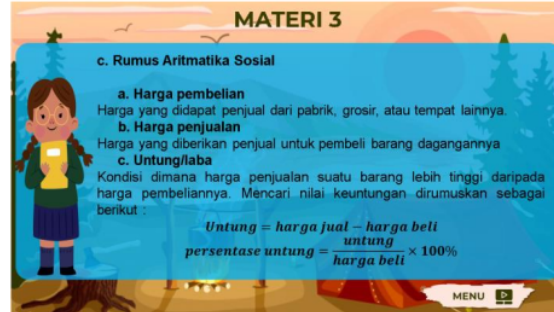 MATERI 3
c. Rumus Aritmatika Sosial
a. Harga pembelian
Harga yang didapat penjual dari pabrik, grosir, atau tempat lainnya.
b. Harga penjualan
Harga yang diberikan penjual untuk pembeli barang dagangannya
c. Untung/laba
Kondisi dimana harga penjualan suatu barang lebih tinggi daripada
harga pembeliannya. Mencari nilai keuntungan dirumuskan sebagai
berikut :
Untung = harga jual − harga beli
persentase untung = untung / harga beli × 100%
MENU